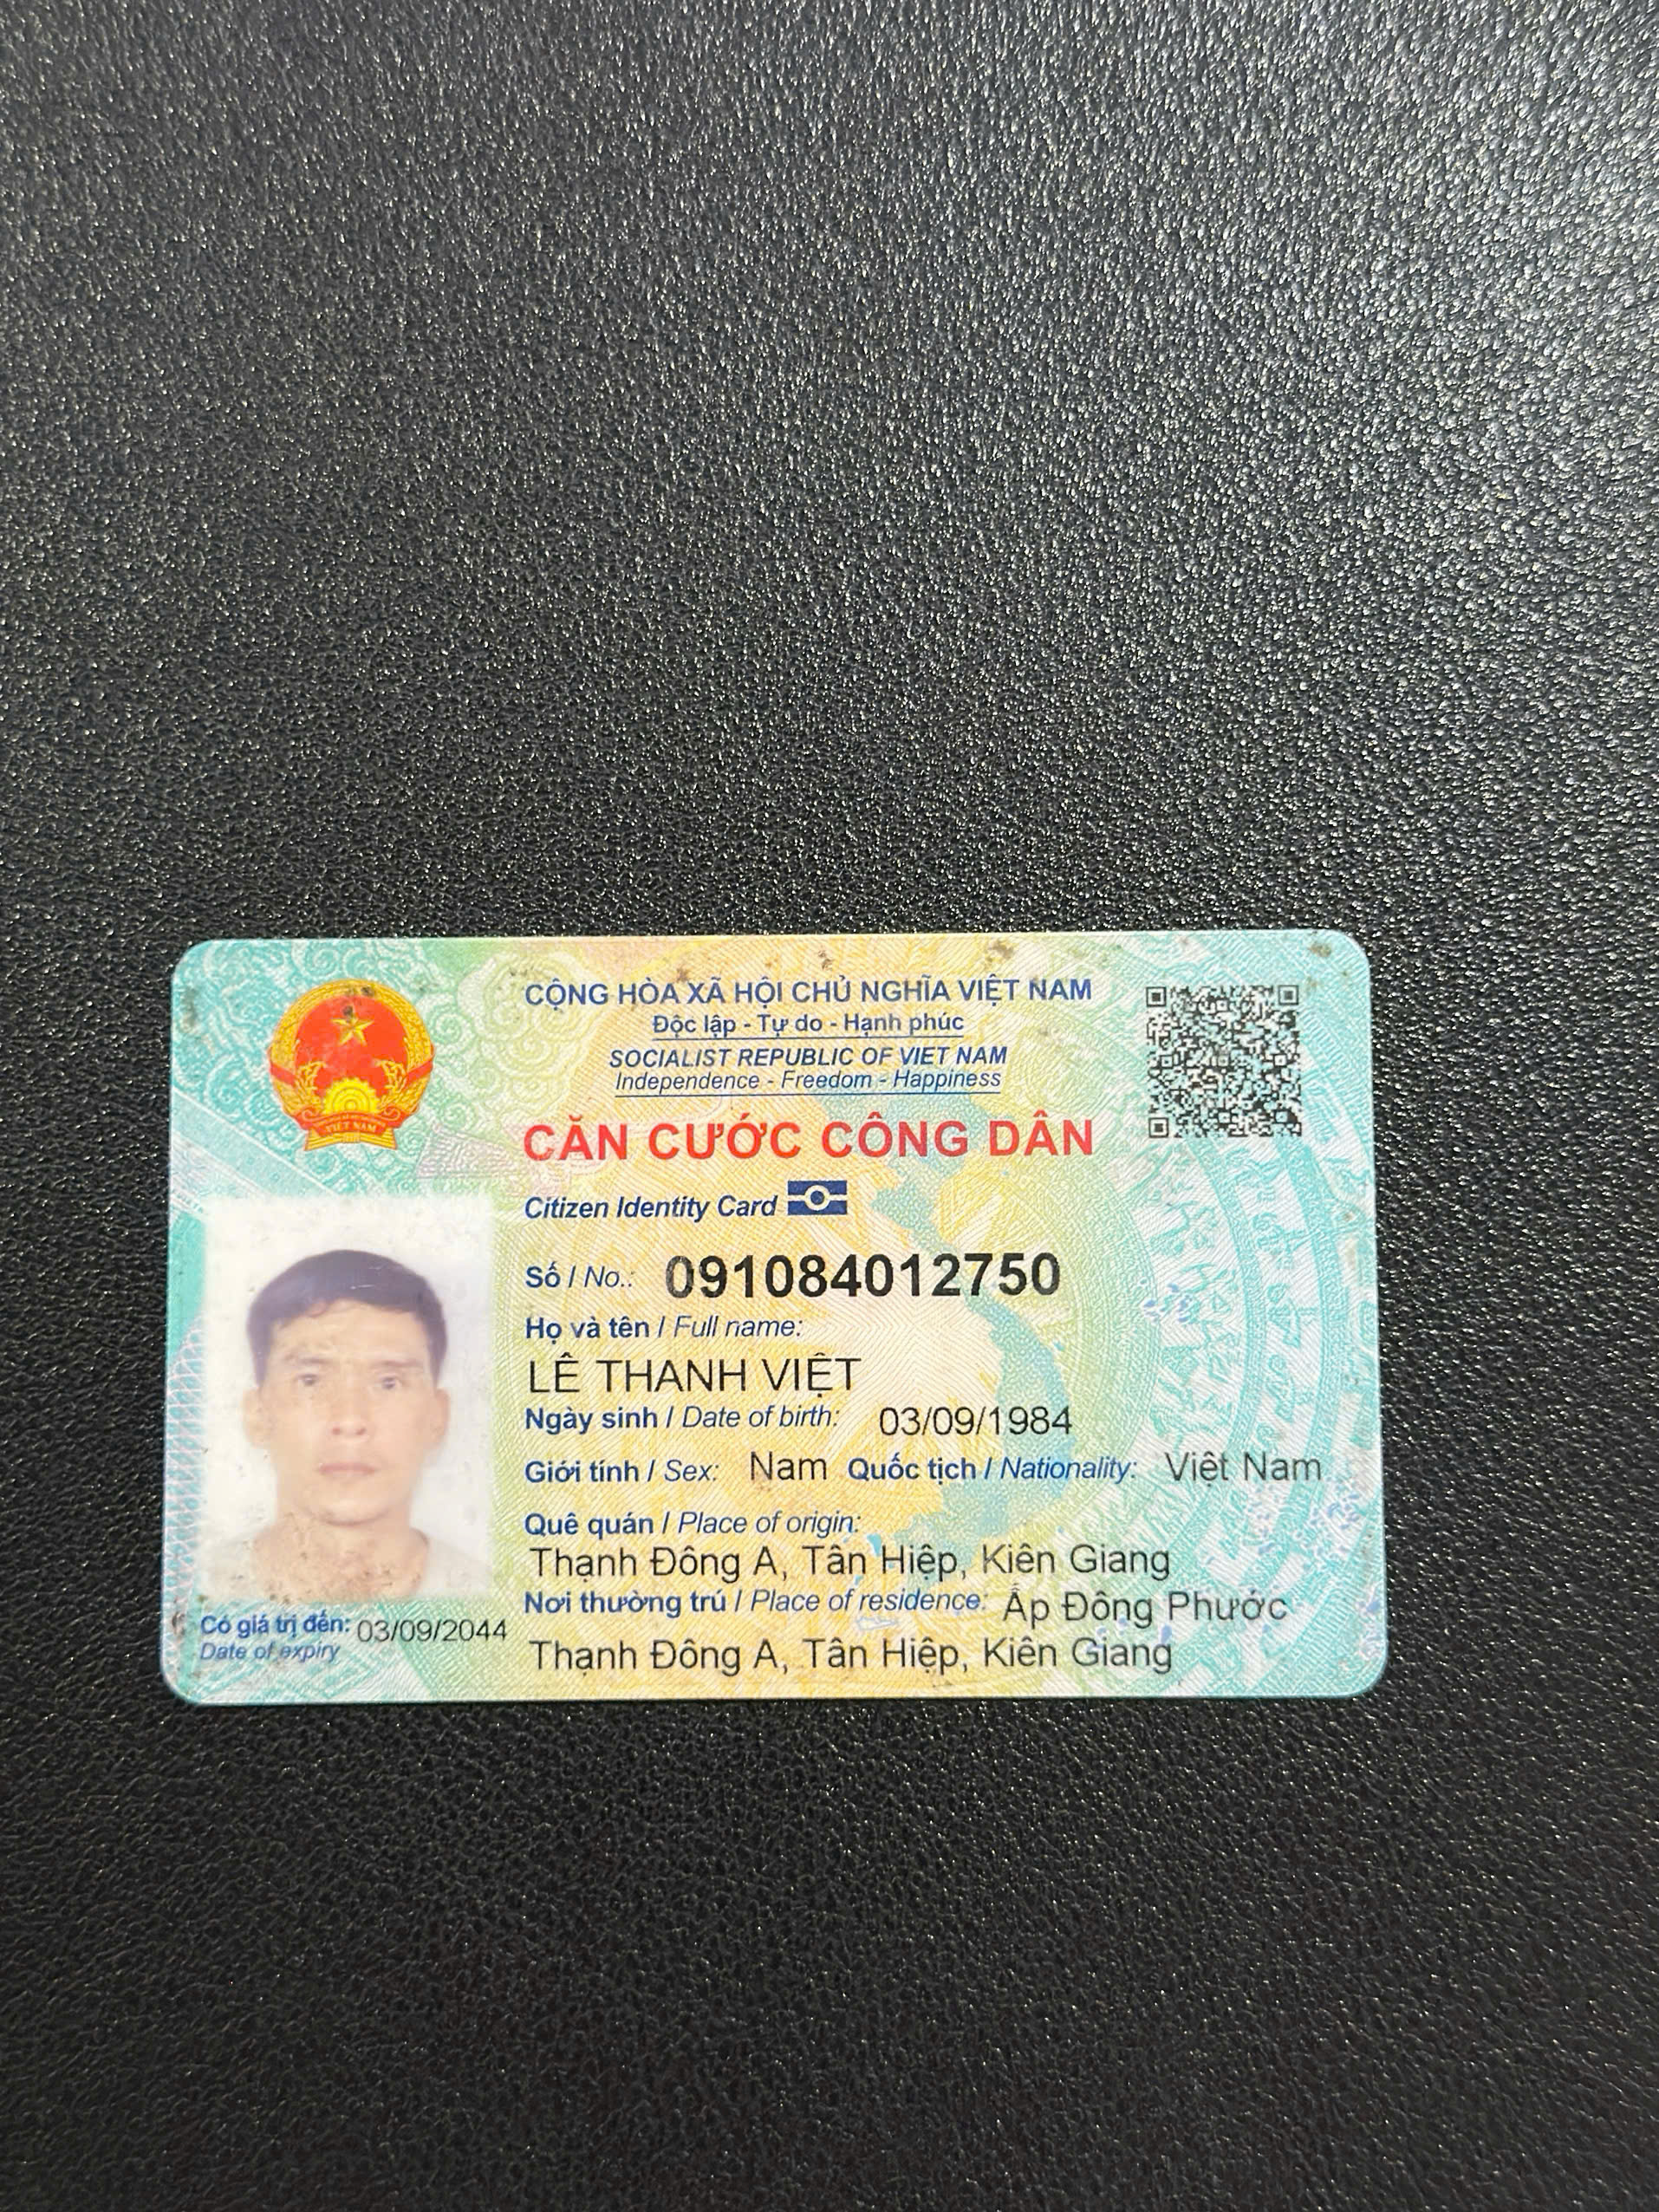 CỘNG HÒA XÃ HỘI CHỦ NGHĨA VIỆT NAM
Độc lập - Tự do - Hạnh phúc
SOCIALIST REPUBLIC OF VIET NAM
Independence - Freedom - Happiness
CĂN CƯỚC CÔNG DÂN
Citizen Identity Card
Số / No.: 091084012750
Họ và tên / Full name:
LÊ THANH VIỆT
Ngày sinh / Date of birth: 03/09/1984
Giới tính / Sex: Nam Quốc tịch / Nationality: Việt Nam
Quê quán / Place of origin:
Thạnh Đông A, Tân Hiệp, Kiên Giang
Nơi thường trú / Place of residence: Ấp Đông Phước
Thạnh Đông A, Tân Hiệp, Kiên Giang
Có giá trị đến: 03/09/2044
Date of expiry
VIỆT NAM